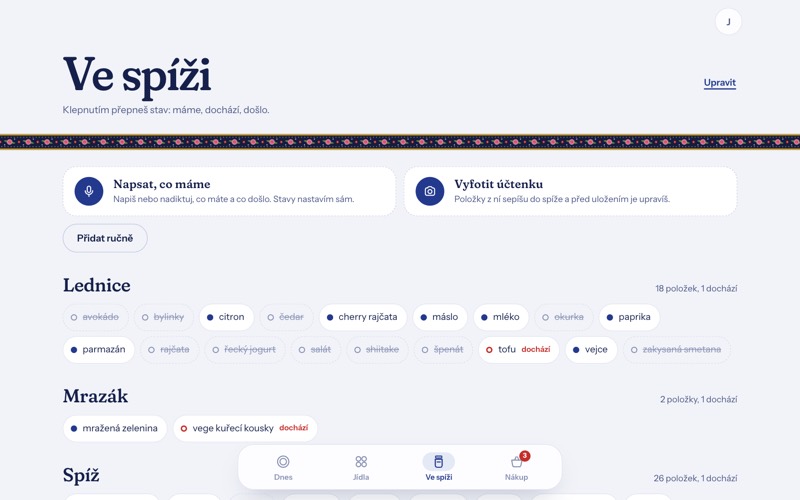 J
Ve spíži
Upravit
Klepnutím přepneš stav: máme, dochází, došlo.
Napsat, co máme
Napiš nebo nadiktuj, co máte a co došlo. Stavy nastavím sám.
Vyfotit účtenku
Položky z ní sepíšu do spíže a před uložením je upravíš.
Přidat ručně
Lednice
18 položek, 1 dochází
avokádo bylinky citron čedar cherry rajčata máslo mléko okurka paprika
parmazán rajčata řecký jogurt salát shiitake špenát tofu dochází vejce zakysaná smetana
Mrazák
2 položky, 1 dochází
mražená zelenina vege kuřecí kousky dochází
Spíž
26 položek, 1 dochází
3
Dnes Jídla Ve spíži Nákup